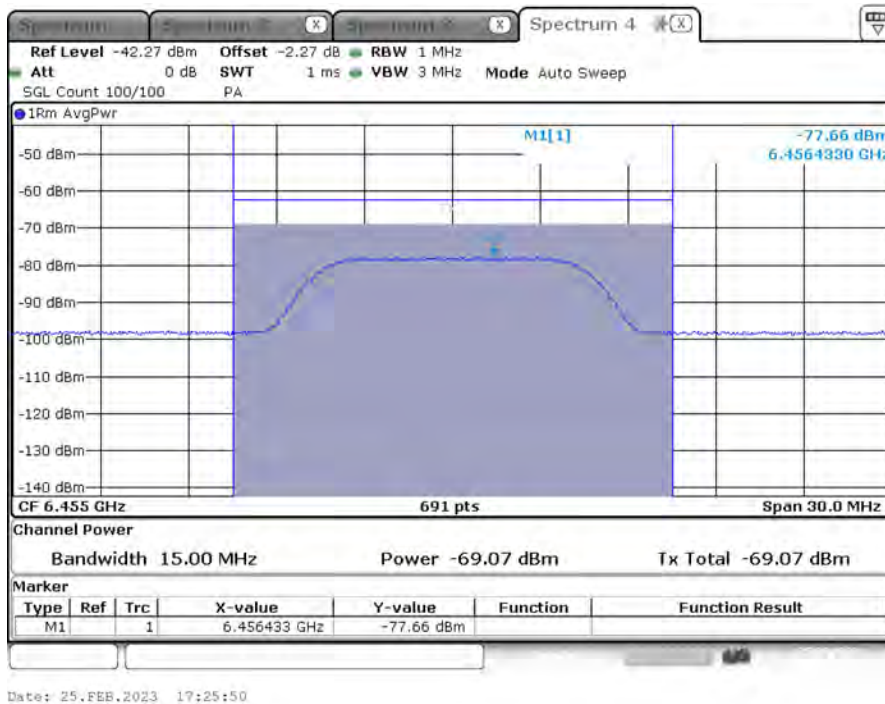 Spectrum 4
Ref Level -42.27 dBm Offset -2.27 dB RBW 1 MHz
Att 0 dB SWT 1 ms VBW 3 MHz Mode Auto Sweep
SGL Count 100/100 PA
1Rm AvgPwr
M1[1] -77.66 dBm
6.4564330 GHz
-50 dBm
-60 dBm
-70 dBm
-80 dBm
-90 dBm
-100 dBm
-110 dBm
-120 dBm
-130 dBm
-140 dBm
CF 6.455 GHz 691 pts Span 30.0 MHz
Channel Power
Bandwidth 15.00 MHz Power -69.07 dBm Tx Total -69.07 dBm
Marker
Type Ref Trc X-value Y-value Function Function Result
M1 1 6.456433 GHz -77.66 dBm
Date: 25.FEB.2023 17:25:50